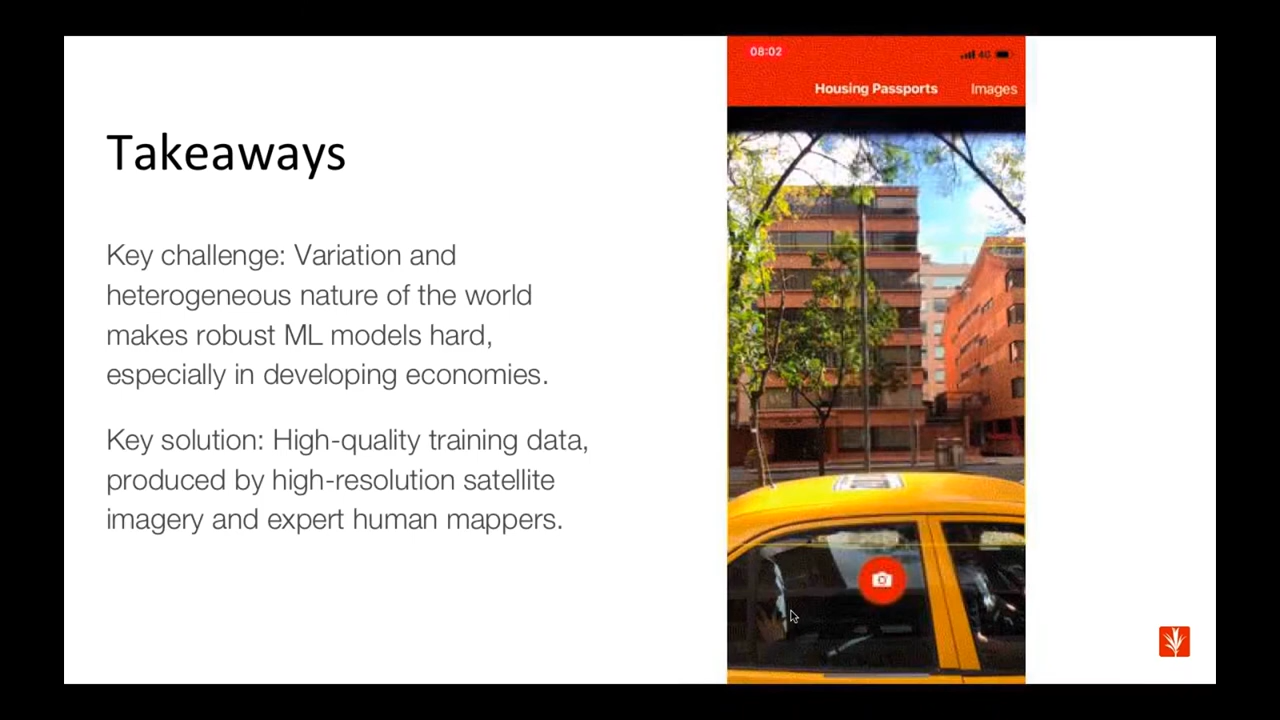 Takeaways
Key challenge: Variation and
heterogeneous nature of the world
makes robust ML models hard,
especially in developing economies.
Key solution: High-quality training data,
produced by high-resolution satellite
imagery and expert human mappers.
08:02
4G
Housing Passports
Images